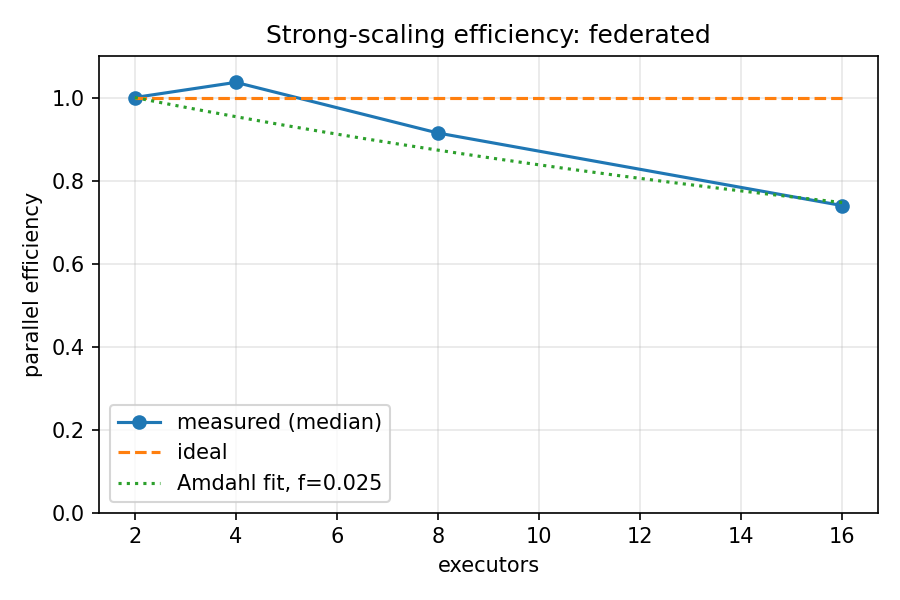 Strong-scaling efficiency: federated
parallel efficiency
1.0
0.8
0.6
0.4
0.2
0.0
measured (median)
ideal
Amdahl fit, f=0.025
2 4 6 8 10 12 14 16
executors